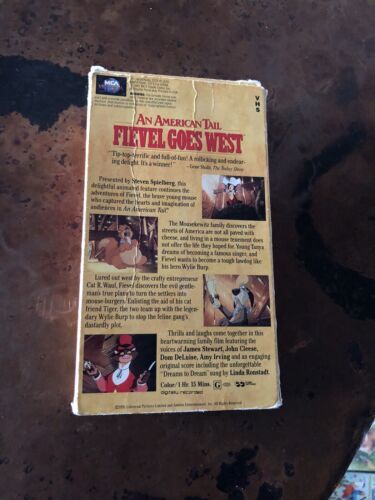 MCA
VHS
AN AMERICAN TAIL
FIEVEL GOES WEST
"Tip-top-terrific and full-of-fun! A rollicking and endear-
ing delight. It's a winner!"
—Gene Shalit, The Today Show
Presented by Steven Spielberg, this
delightful animated feature continues the
adventures of Fievel, the brave young mouse
who captured the hearts and imagination of
audiences in An American Tail!
The Mousekewitz family discovers the
streets of America are not all paved with
cheese, and living in a mouse tenement does
not offer the life they hoped for. Young Tanya
dreams of becoming a famous singer, and
Fievel wants to become a tough lawdog like
his hero Wylie Burp.
Lured out west by the crafty entrepreneur
Cat R. Waul, Fievel discovers the evil gentle-
man's true plan: to turn the settlers into
mouse-burgers! Enlisting the aid of his cat
friend Tiger, the two team up with the legen-
dary Wylie Burp to stop the feline gang's
dastardly plot.
Thrills and laughs come together in this
heartwarming family film featuring the
voices of James Stewart, John Cleese,
Dom DeLuise, Amy Irving and an engaging
original score including the unforgettable
"Dreams to Dream" sung by Linda Ronstadt.
Color/1 Hr. 15 Mins.
G
digitally recorded